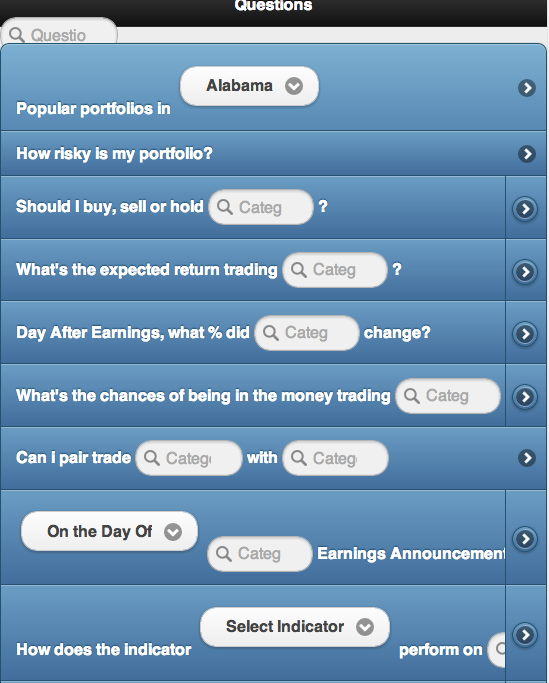 Questions
Questio
Popular portfolios in Alabama
How risky is my portfolio?
Should I buy, sell or hold Categ ?
What's the expected return trading Categ ?
Day After Earnings, what % did Categ change?
What's the chances of being in the money trading Categ
Can i pair trade Categ with Categ
On the Day Of Categ Earnings Announcement
How does the indicator Select Indicator perform on